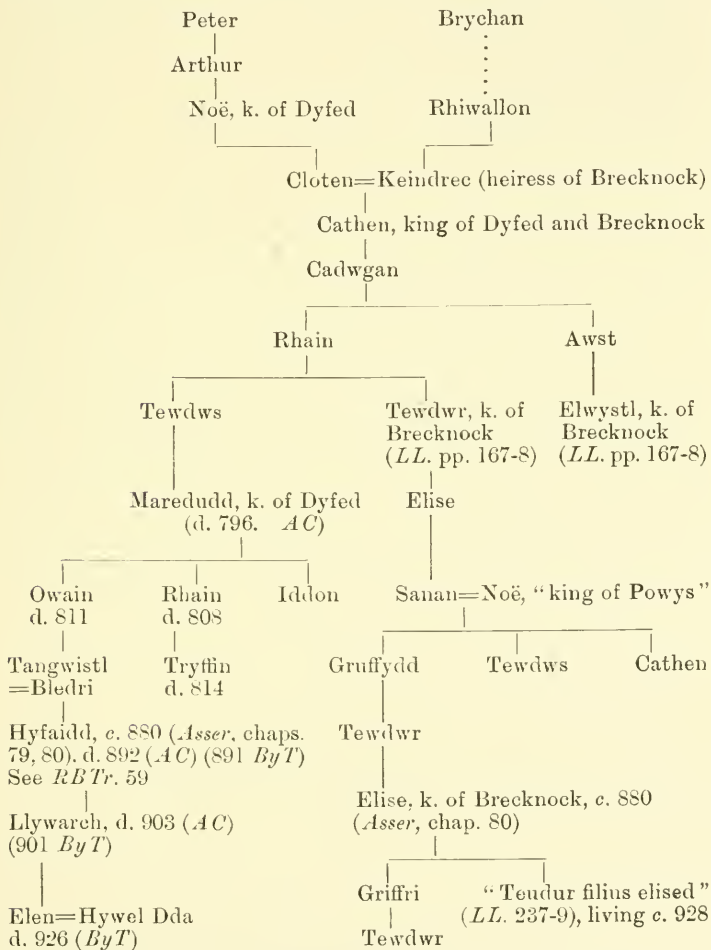 Peter Brychan
Arthur
Noë, k. of Dyfed Rhiwallon
Cloten=Keindrec (heiress of Brecknock)
Cathen, king of Dyfed and Brecknock
Cadwgan
Rhain Awst
Tewdws Tewdwr, k. of Elwystl, k. of
Brecknock Brecknock
(LL. pp. 167-8) (LL. pp. 167-8)
Maredudd, k. of Dyfed Elise
(d. 796. AC)
Owain Rhain Iddon Sanan=Noë, “king of Powys”
d. 811 d. 808
Tangwistl Tryffin Gruffydd Tewdws Cathen
=Bledri d. 814
Hyfaidd, c. 880 (Asser, chaps. Tewdwr
79, 80). d. 892 (AC) (891 ByT)
See RBTr. 59
Elise, k. of Brecknock, c. 880
Llywarch, d. 903 (AC) (Asser, chap. 80)
(901 ByT)
Griffri “Teudur filius elised”
Elen=Hywel Dda (LL. 237-9), living c. 928
d. 926 (ByT) Tewdwr